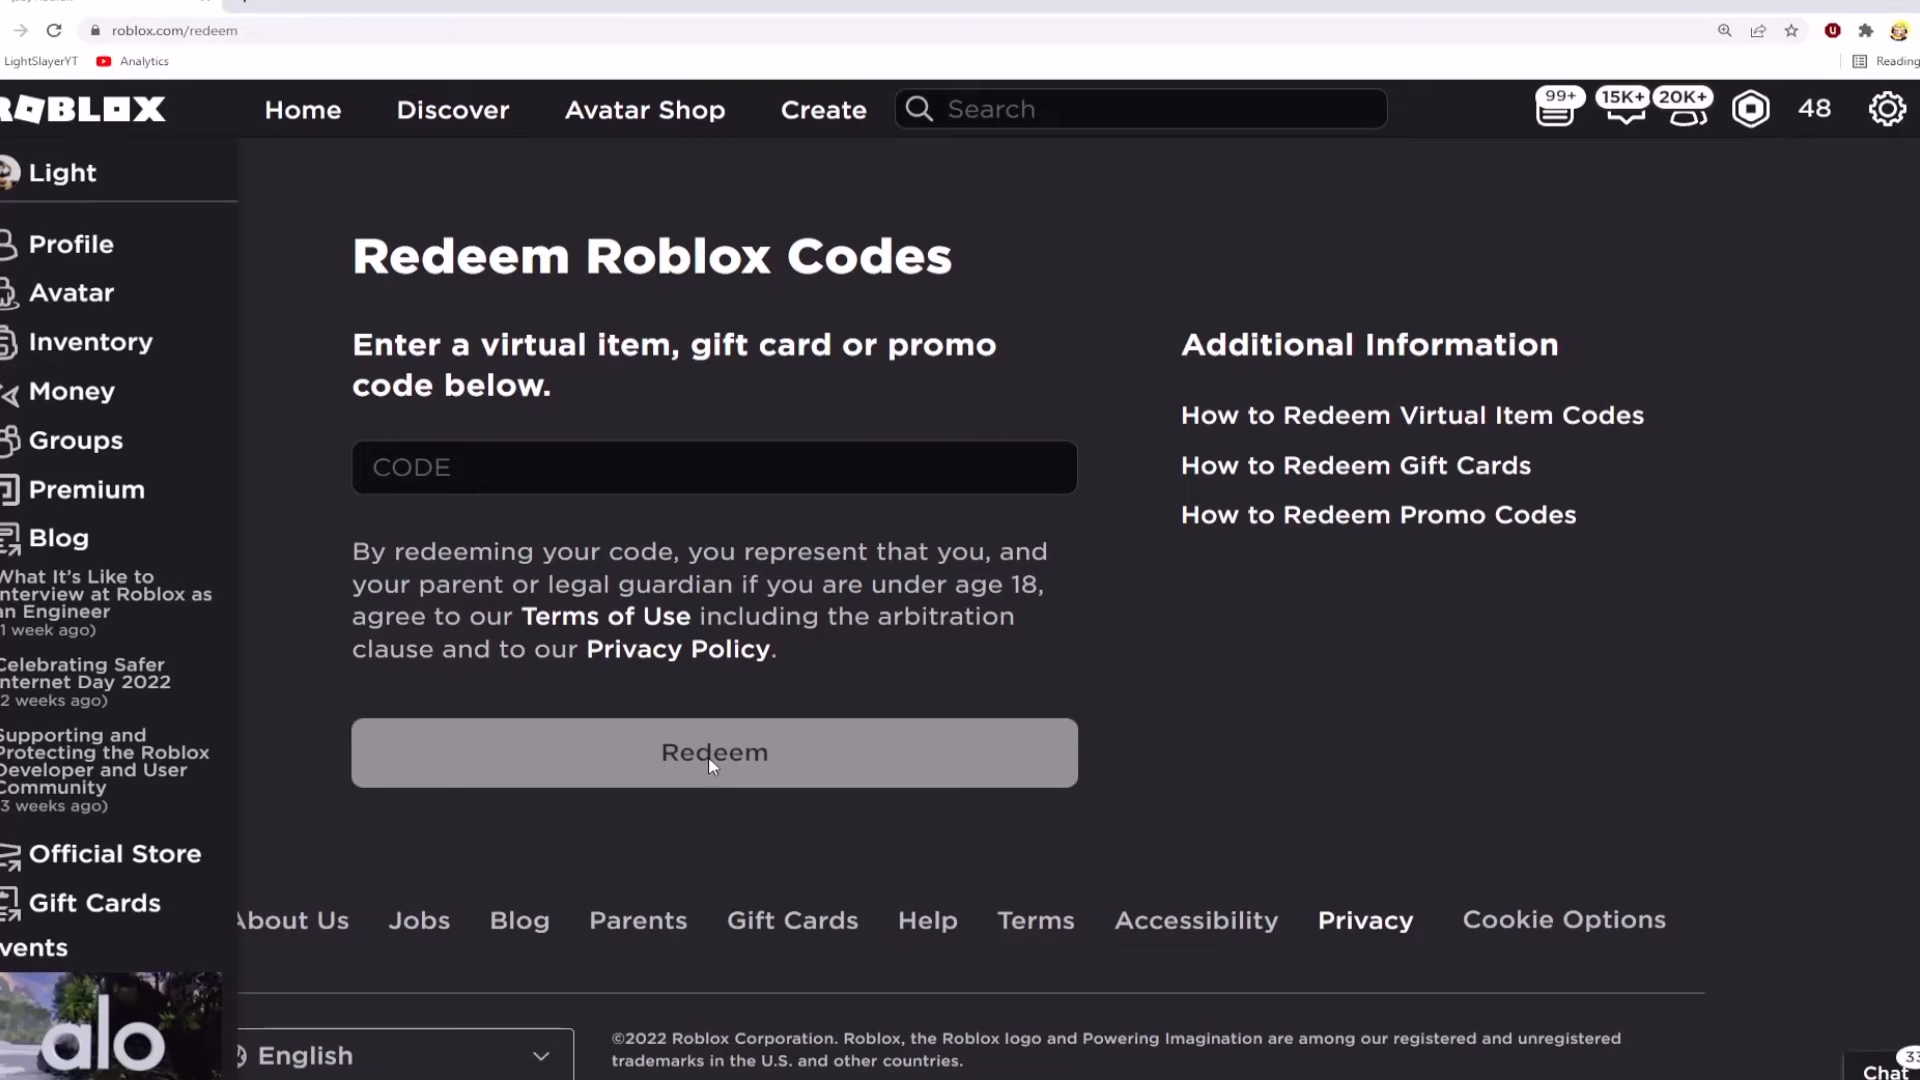 roblox.com/redeem
LightSlayerYT
Analytics
Reading
ROBLOX
Home
Discover
Avatar Shop
Create
Search
99+
15K+
20K+
48
Light
Profile
Avatar
Inventory
Money
Groups
Premium
Blog
What It's Like to
nterview at Roblox as
an Engineer
1 week ago)
Celebrating Safer
nternet Day 2022
2 weeks ago)
Supporting and
Protecting the Roblox
Developer and User
Community
3 weeks ago)
Official Store
Gift Cards
vents
alo
Redeem Roblox Codes
Enter a virtual item, gift card or promo
code below.
CODE
By redeeming your code, you represent that you, and
your parent or legal guardian if you are under age 18,
agree to our Terms of Use including the arbitration
clause and to our Privacy Policy.
Redeem
Additional Information
How to Redeem Virtual Item Codes
How to Redeem Gift Cards
How to Redeem Promo Codes
About Us
Jobs
Blog
Parents
Gift Cards
Help
Terms
Accessibility
Privacy
Cookie Options
English
©2022 Roblox Corporation. Roblox, the Roblox logo and Powering Imagination are among our registered and unregistered
trademarks in the U.S. and other countries.
Chat
33